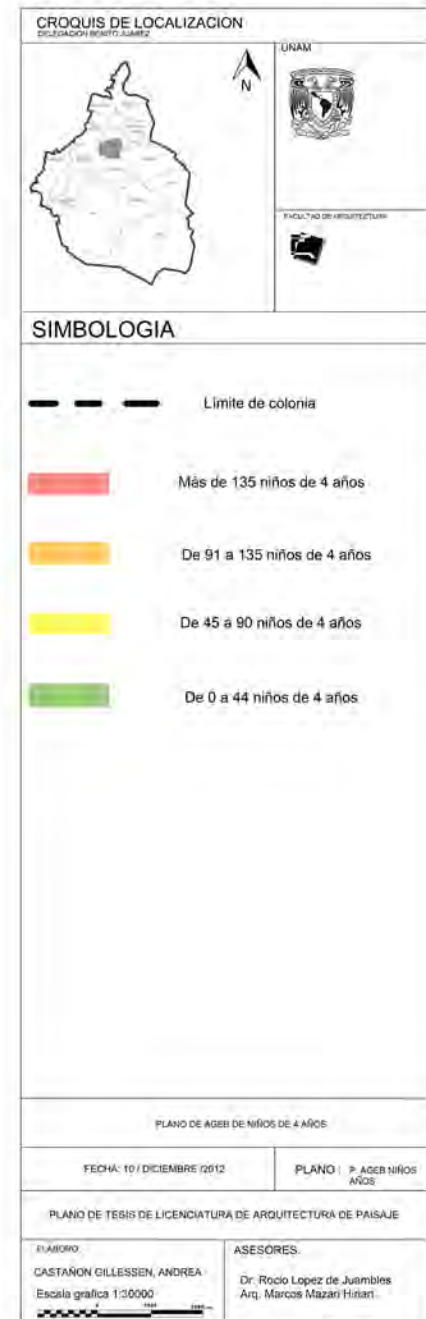 CROQUIS DE LOCALIZACION
DELEGACION BENITO JUAREZ
N
UNAM
FACULTAD DE ARQUITECTURA
SIMBOLOGIA
Límite de colonia
Más de 135 niños de 4 años
De 91 a 135 niños de 4 años
De 45 a 90 niños de 4 años
De 0 a 44 niños de 4 años
PLANO DE AGEB DE NIÑOS DE 4 AÑOS
FECHA: 10 / DICIEMBRE /2012
PLANO : P. AGEB NIÑOS
AÑOS
PLANO DE TESIS DE LICENCIATURA DE ARQUITECTURA DE PAISAJE
ELABORO:
CASTAÑON GILLESSEN, ANDREA
Escala grafica 1:30000
ASESORES:
Dr. Rocio Lopez de Juambles
Arq. Marcos Mazari Hiriart